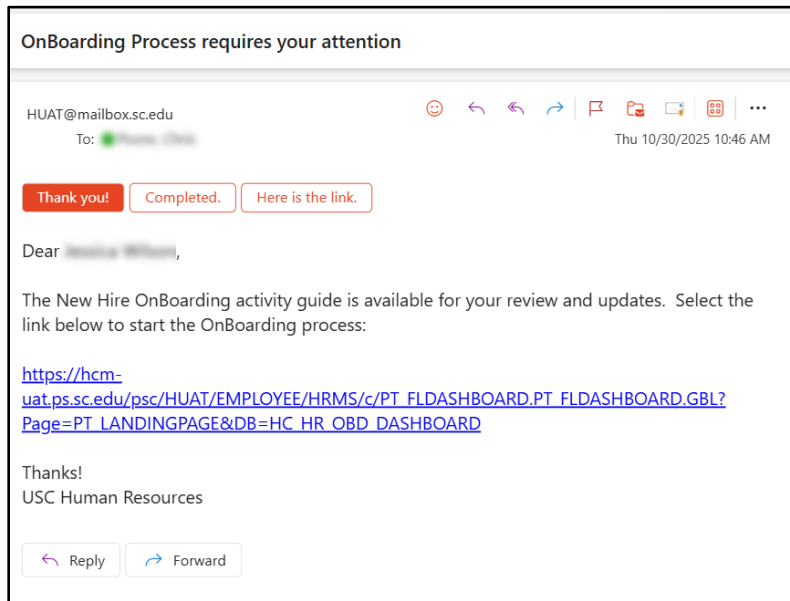 OnBoarding Process requires your attention
HUAT@mailbox.sc.edu
To:
Thu 10/30/2025 10:46 AM
Thank you!
Completed.
Here is the link.
Dear ,
The New Hire OnBoarding activity guide is available for your review and updates.  Select the
link below to start the OnBoarding process:
https://hcm-
uat.ps.sc.edu/psc/HUAT/EMPLOYEE/HRMS/c/PT_FLDASHBOARD.PT_FLDASHBOARD.GBL?
Page=PT_LANDINGPAGE&DB=HC_HR_OBD_DASHBOARD
Thanks!
USC Human Resources
Reply
Forward